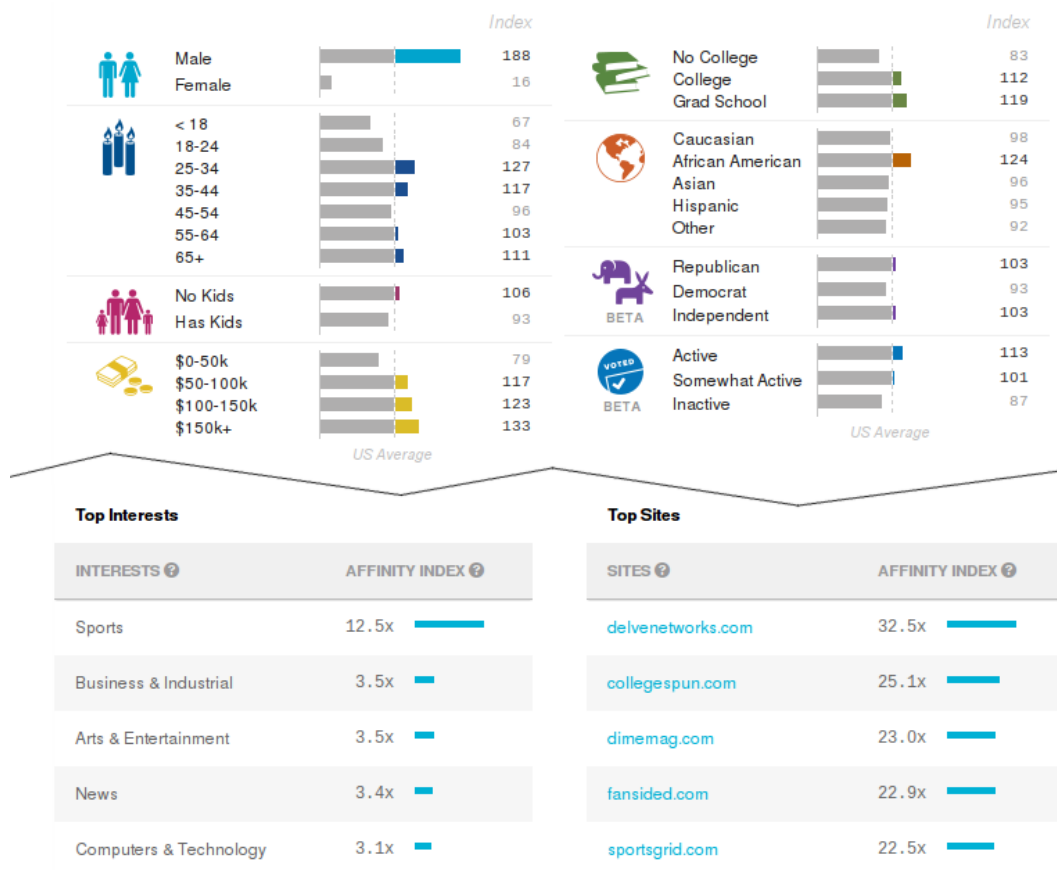 Index
Male 188
Female 16
< 18 67
18-24 84
25-34 127
35-44 117
45-54 96
55-64 103
65+ 111
No Kids 106
Has Kids 93
$0-50k 79
$50-100k 117
$100-150k 123
$150k+ 133
US Average
Index
No College 83
College 112
Grad School 119
Caucasian 98
African American 124
Asian 96
Hispanic 95
Other 92
Republican 103
Democrat 93
BETA
Independent 103
VOTED
Active 113
Somewhat Active 101
BETA
Inactive 87
US Average
Top Interests
INTERESTS ? AFFINITY INDEX ?
Sports 12.5x
Business & Industrial 3.5x
Arts & Entertainment 3.5x
News 3.4x
Computers & Technology 3.1x
Top Sites
SITES ? AFFINITY INDEX ?
delvenetworks.com 32.5x
collegespun.com 25.1x
dimemag.com 23.0x
fansided.com 22.9x
sportsgrid.com 22.5x